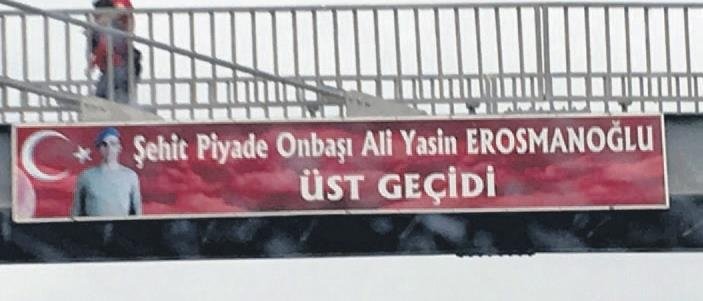 Şehit Piyade Onbaşı Ali Yasin EROSMANOĞLU
ÜST GEÇİDİ